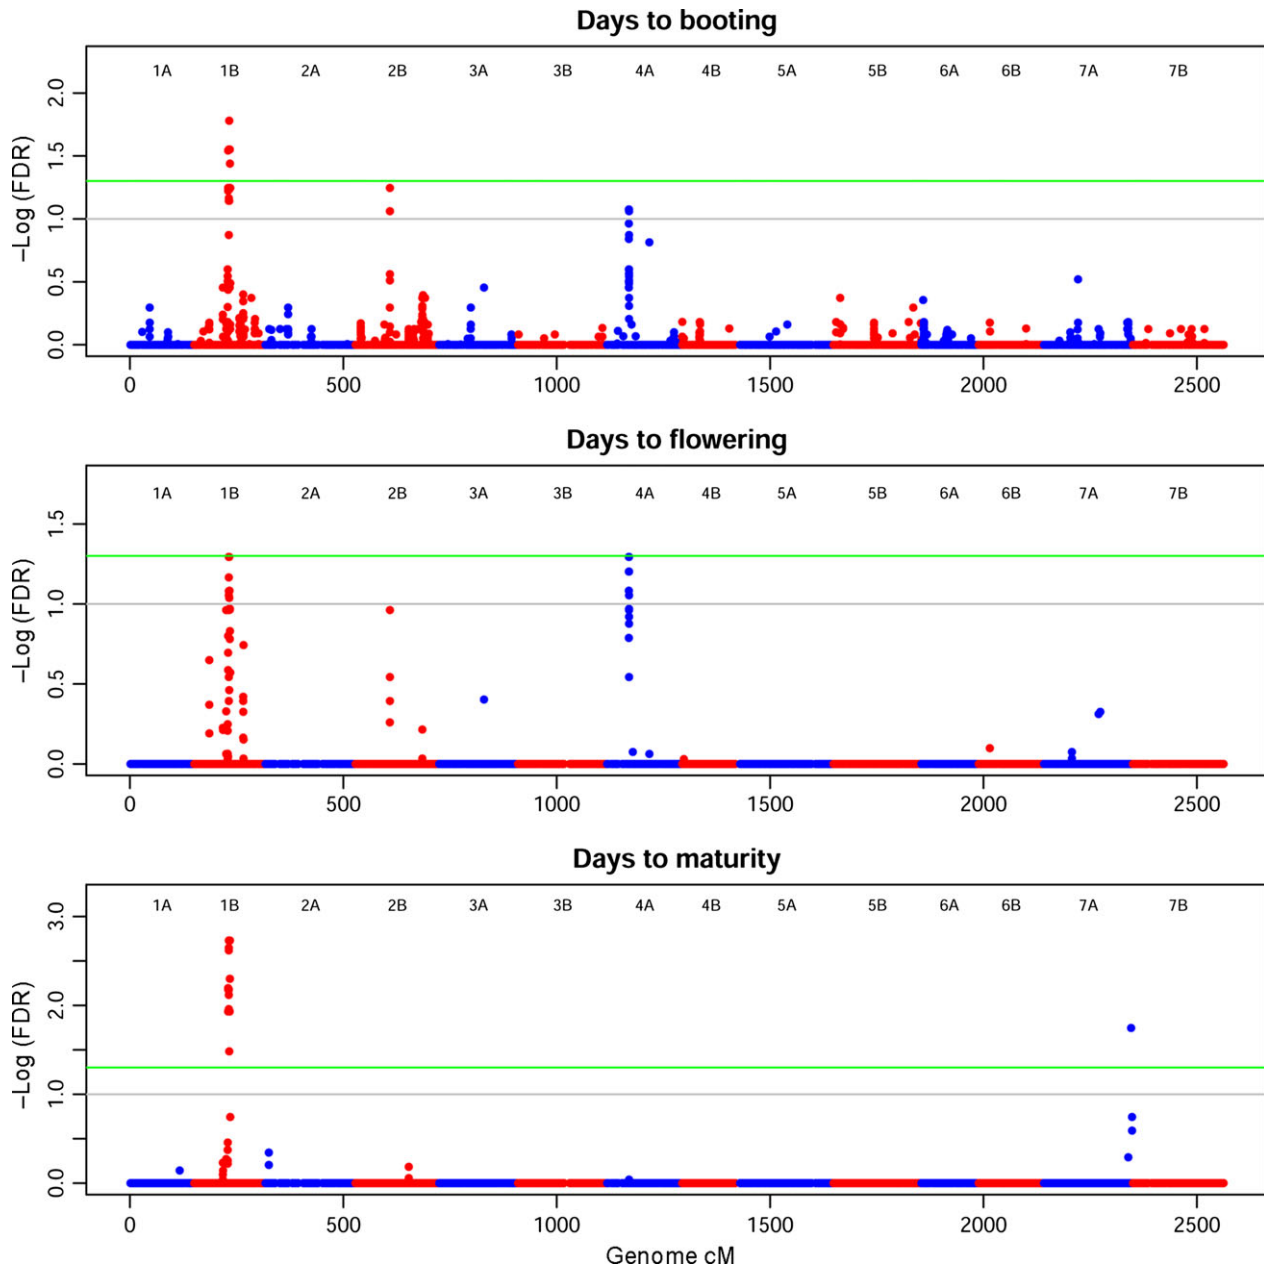 Days to booting
1A 1B 2A 2B 3A 3B 4A 4B 5A 5B 6A 6B 7A 7B
−Log (FDR)
2.0
1.5
1.0
0.5
0.0
0 500 1000 1500 2000 2500
Days to flowering
1A 1B 2A 2B 3A 3B 4A 4B 5A 5B 6A 6B 7A 7B
−Log (FDR)
1.5
1.0
0.5
0.0
0 500 1000 1500 2000 2500
Days to maturity
1A 1B 2A 2B 3A 3B 4A 4B 5A 5B 6A 6B 7A 7B
−Log (FDR)
3.0
2.0
1.0
0.0
0 500 1000 1500 2000 2500
Genome cM